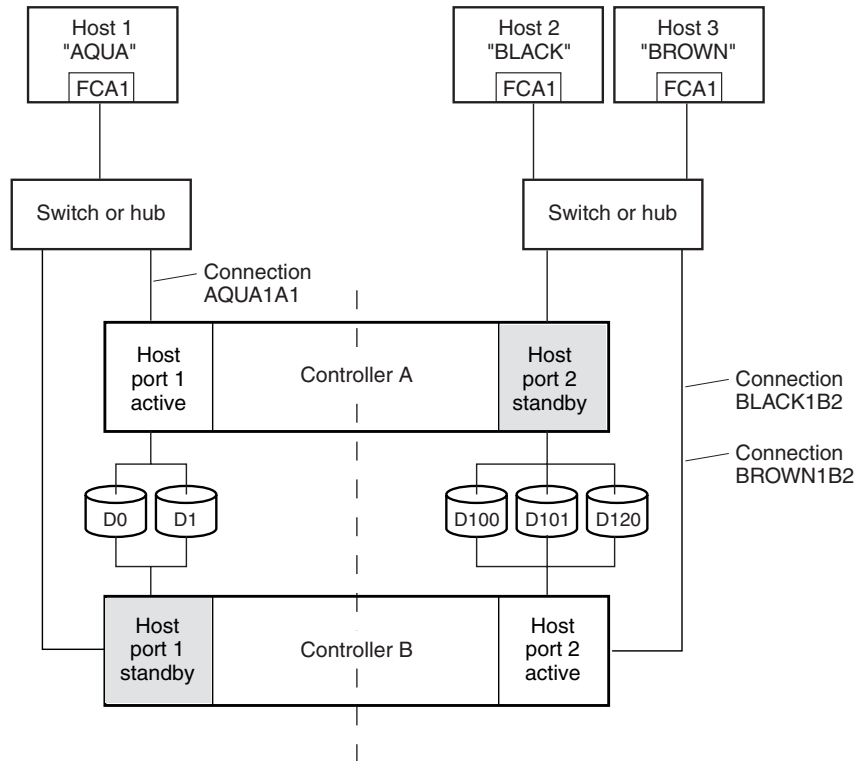 Host 1
"AQUA"
FCA1
Host 2
"BLACK"
FCA1
Host 3
"BROWN"
FCA1
Switch or hub
Switch or hub
Connection
AQUA1A1
Host
port 1
active
Controller A
Host
port 2
standby
Connection
BLACK1B2
Connection
BROWN1B2
D0
D1
D100
D101
D120
Host
port 1
standby
Controller B
Host
port 2
active